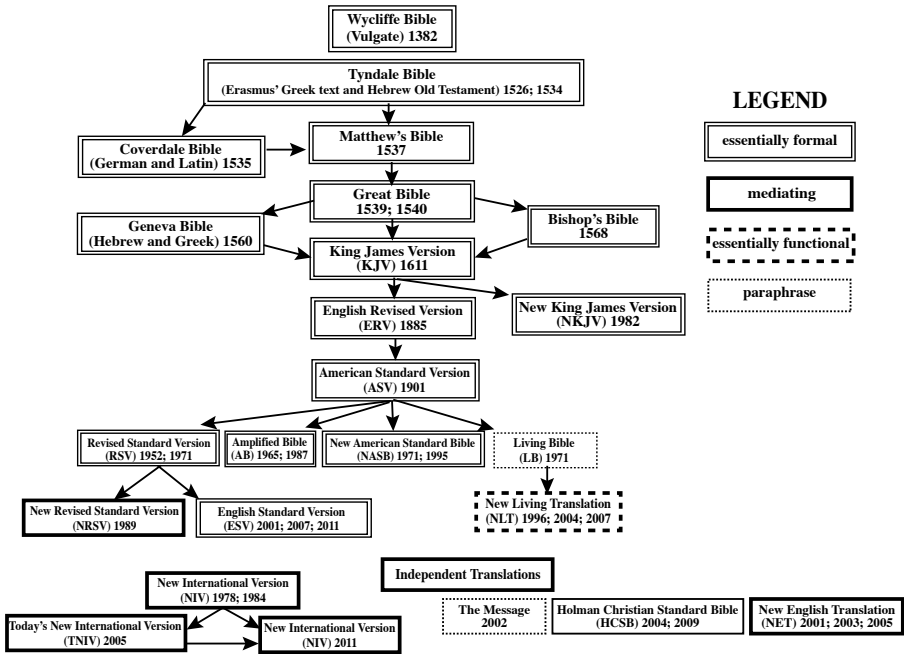 Wycliffe Bible
(Vulgate) 1382
Tyndale Bible
(Erasmus' Greek text and Hebrew Old Testament) 1526; 1534
Coverdale Bible
(German and Latin) 1535
Matthew's Bible
1537
Great Bible
1539; 1540
Geneva Bible
(Hebrew and Greek) 1560
Bishop's Bible
1568
King James Version
(KJV) 1611
English Revised Version
(ERV) 1885
New King James Version
(NKJV) 1982
American Standard Version
(ASV) 1901
Revised Standard Version
(RSV) 1952; 1971
Amplified Bible
(AB) 1965; 1987
New American Standard Bible
(NASB) 1971; 1995
Living Bible
(LB) 1971
New Revised Standard Version
(NRSV) 1989
English Standard Version
(ESV) 2001; 2007; 2011
New Living Translation
(NLT) 1996; 2004; 2007
LEGEND
essentially formal
mediating
essentially functional
paraphrase
New International Version
(NIV) 1978; 1984
Today's New International Version
(TNIV) 2005
New International Version
(NIV) 2011
Independent Translations
The Message
2002
Holman Christian Standard Bible
(HCSB) 2004; 2009
New English Translation
(NET) 2001; 2003; 2005